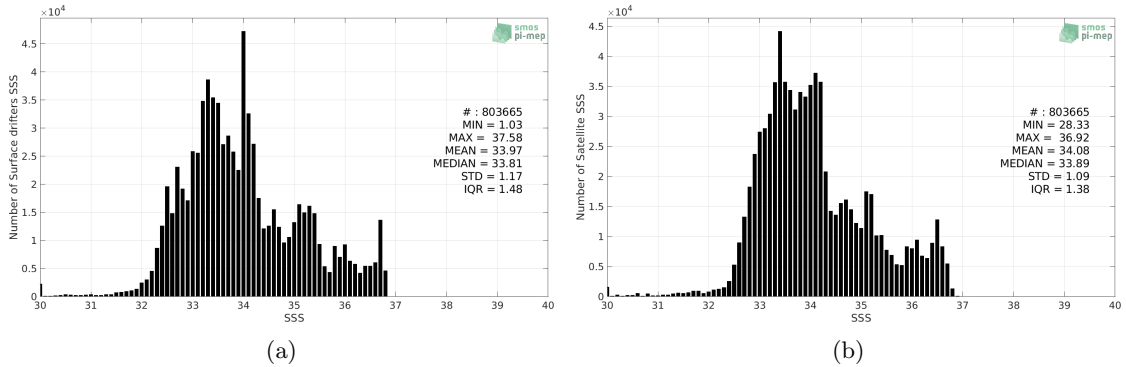 ×10⁴
4.5
4
3.5
3
2.5
2
1.5
1
0.5
0
30 31 32 33 34 35 36 37 38 39 40
SSS
Number of Surface drifters SSS
smos
pi-mep
# : 803665
MIN = 1.03
MAX = 37.58
MEAN = 33.97
MEDIAN = 33.81
STD = 1.17
IQR = 1.48
(a)
×10⁴
4.5
4
3.5
3
2.5
2
1.5
1
0.5
0
30 31 32 33 34 35 36 37 38 39 40
SSS
Number of Satellite SSS
smos
pi-mep
# : 803665
MIN = 28.33
MAX = 36.92
MEAN = 34.08
MEDIAN = 33.89
STD = 1.09
IQR = 1.38
(b)